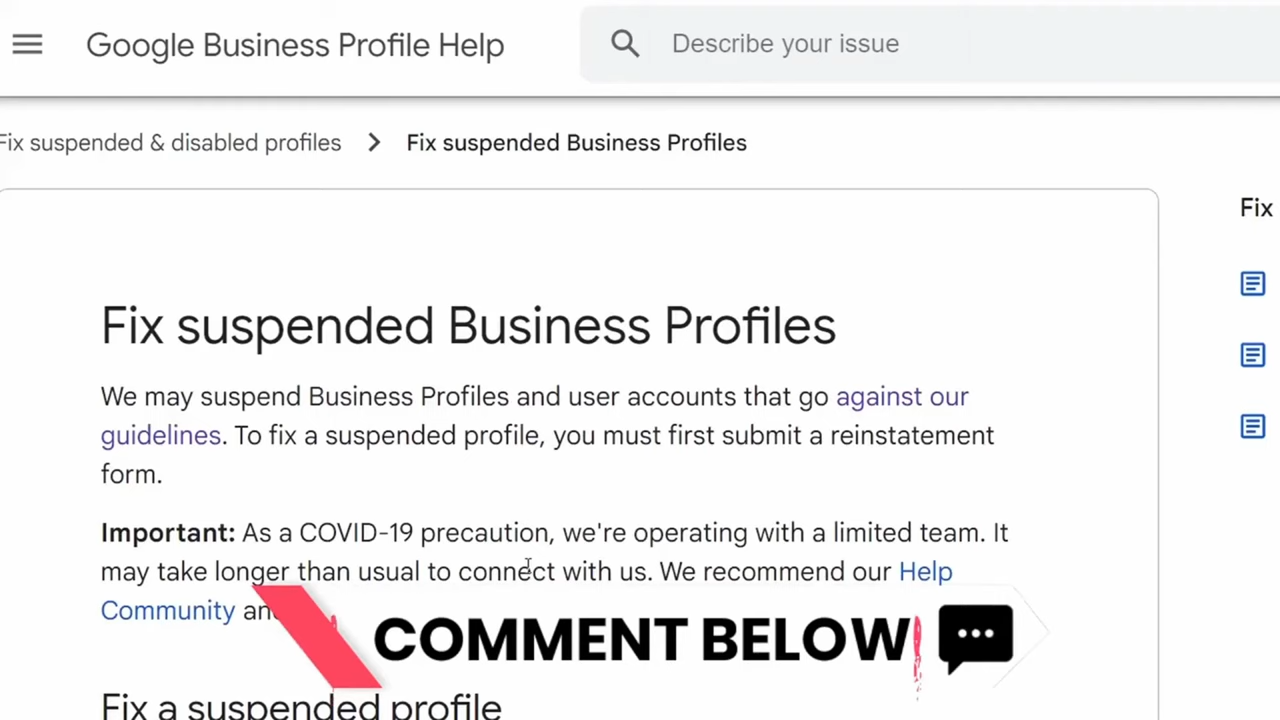 Google Business Profile Help
Describe your issue
Fix suspended & disabled profiles
Fix suspended Business Profiles
Fix
Fix suspended Business Profiles
We may suspend Business Profiles and user accounts that go against our
guidelines. To fix a suspended profile, you must first submit a reinstatement
form.
Important: As a COVID-19 precaution, we're operating with a limited team. It
may take longer than usual to connect with us. We recommend our Help
Community
COMMENT BELOW
Fix a suspended profile